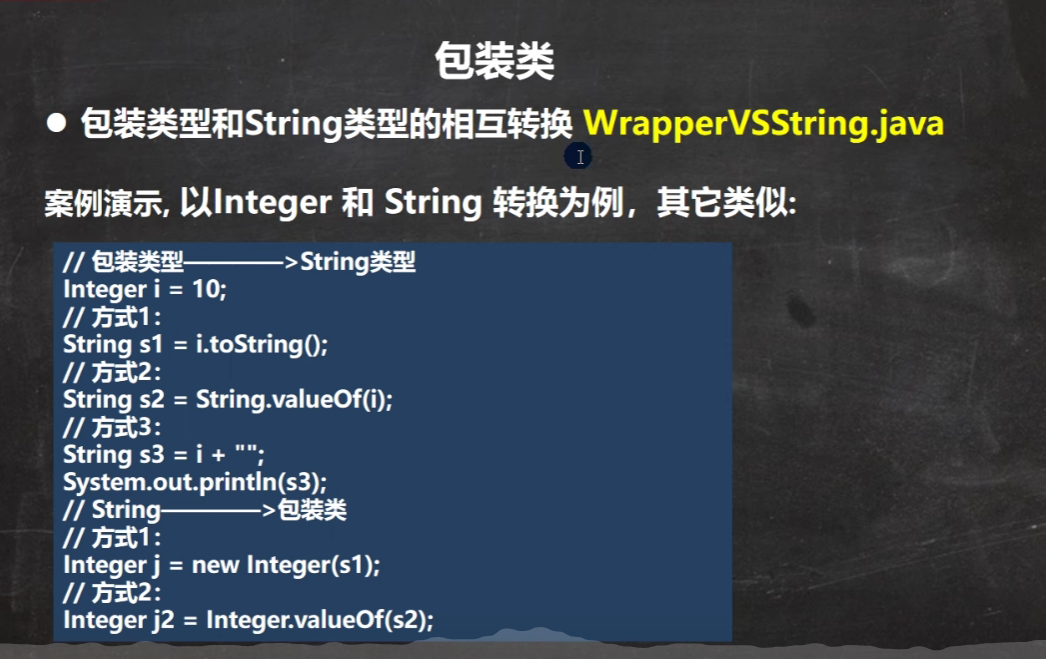 包装类
● 包装类型和String类型的相互转换 WrapperVSString.java
案例演示, 以Integer 和 String 转换为例，其它类似:
// 包装类型————>String类型
Integer i = 10;
// 方式1：
String s1 = i.toString();
// 方式2：
String s2 = String.valueOf(i);
// 方式3：
String s3 = i + "";
System.out.println(s3);
// String————>包装类
// 方式1：
Integer j = new Integer(s1);
// 方式2：
Integer j2 = Integer.valueOf(s2);